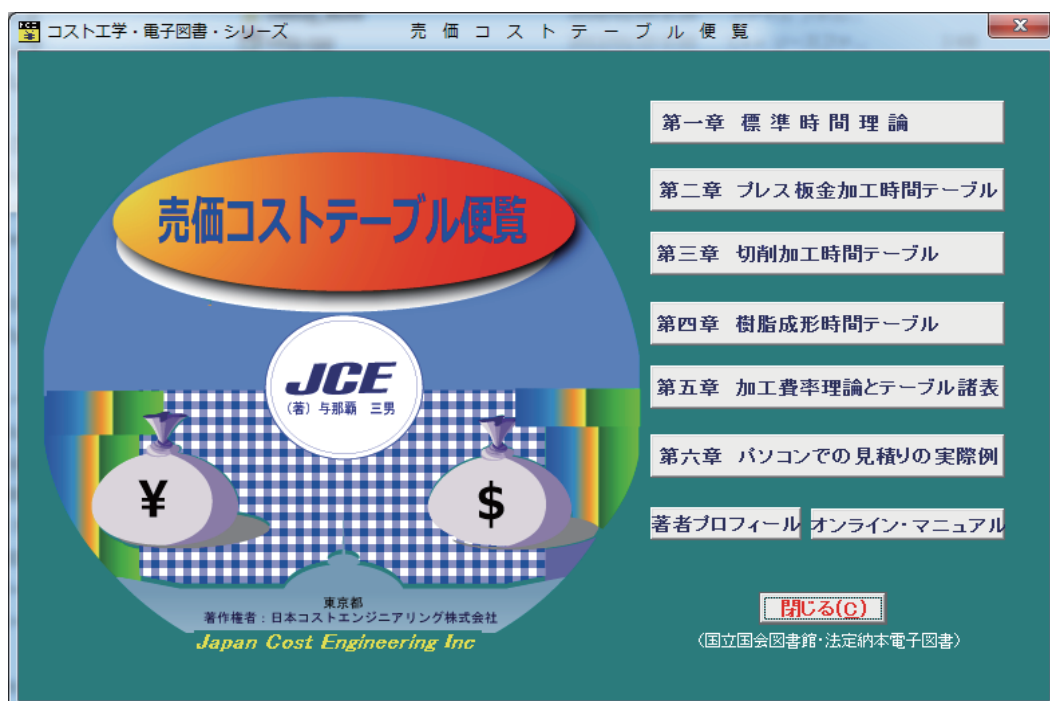 コスト工学・電子図書・シリーズ 売価コストテーブル便覧
売価コストテーブル便覧
JCE
(著) 与那覇 三男
¥
$
東京都
著作権者:日本コストエンジニアリング株式会社
Japan Cost Engineering Inc
第一章 標準時間理論
第二章 プレス板金加工時間テーブル
第三章 切削加工時間テーブル
第四章 樹脂成形時間テーブル
第五章 加工費率理論とテーブル諸表
第六章 パソコンでの見積りの実際例
著者プロフィール オンライン・マニュアル
閉じる(C)
(国立国会図書館・法定納本電子図書)